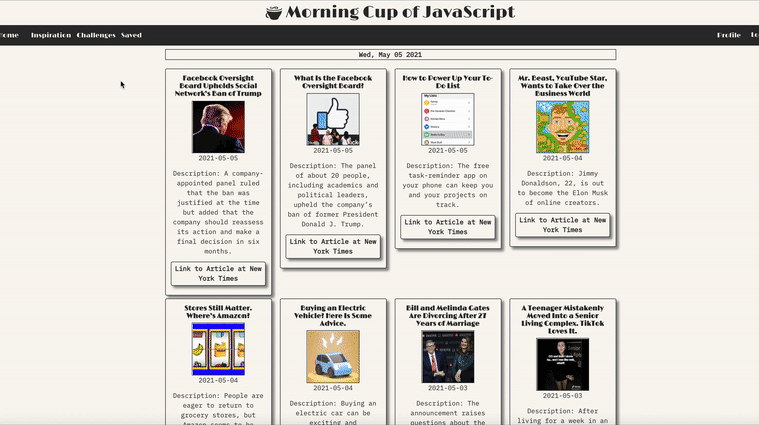 Morning Cup of JavaScript
Inspiration Challenges Saved
Profile
Wed, May 05 2021
Facebook Oversight
Board Upholds Social
Network's Ban of Trump
2021-05-05
Description: A company-
appointed panel ruled
that the ban was
justified at the time
but added that the
company should reassess
its action and make a
final decision in six
months.
Link to Article at New
York Times
What Is the Facebook
Oversight Board?
2021-05-05
Description: The panel
of about 20 people,
including academics and
political leaders,
upheld the company's
ban of former President
Donald J. Trump.
Link to Article at New
York Times
How to Power Up Your To-
Do List
2021-05-05
Description: The free
task-reminder app on
your phone can keep you
and your projects on
track.
Link to Article at New
York Times
Mr. Beast, YouTube Star,
Wants to Take Over the
Business World
2021-05-04
Description: Jimmy
Donaldson, 22, is out
to become the Elon Musk
of online creators.
Link to Article at New
York Times
Stores Still Matter.
Where's Amazon?
2021-05-04
Description: People are
eager to return to
grocery stores, but
Amazon seems to be
Buying an Electric
Vehicle? Here Is Some
Advice.
2021-05-04
Description: Buying an
electric car can be
exciting and
Bill and Melinda Gates
Are Divorcing After 27
Years of Marriage
2021-05-03
Description: The
announcement raises
questions about the
A Teenager Mistakenly
Moved Into a Senior
Living Complex. TikTok
Loves It.
2021-05-03
Description: After
living for a week in an